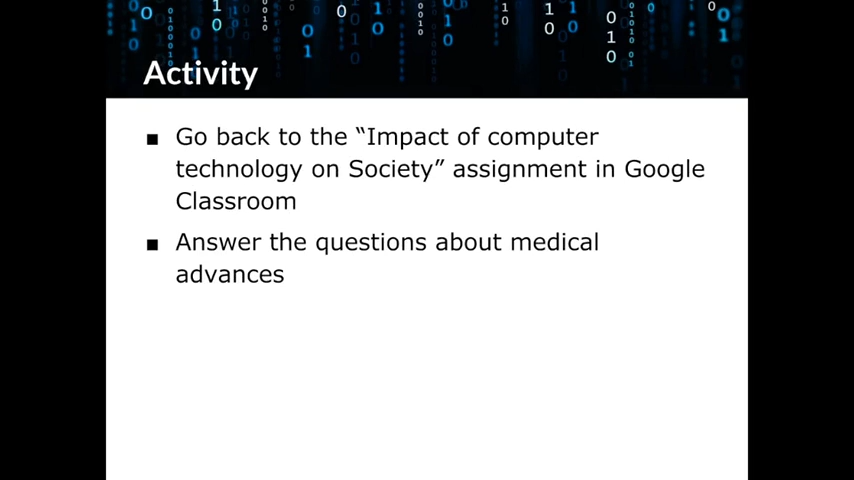 Activity
■ Go back to the “Impact of computer
technology on Society” assignment in Google
Classroom
■ Answer the questions about medical
advances